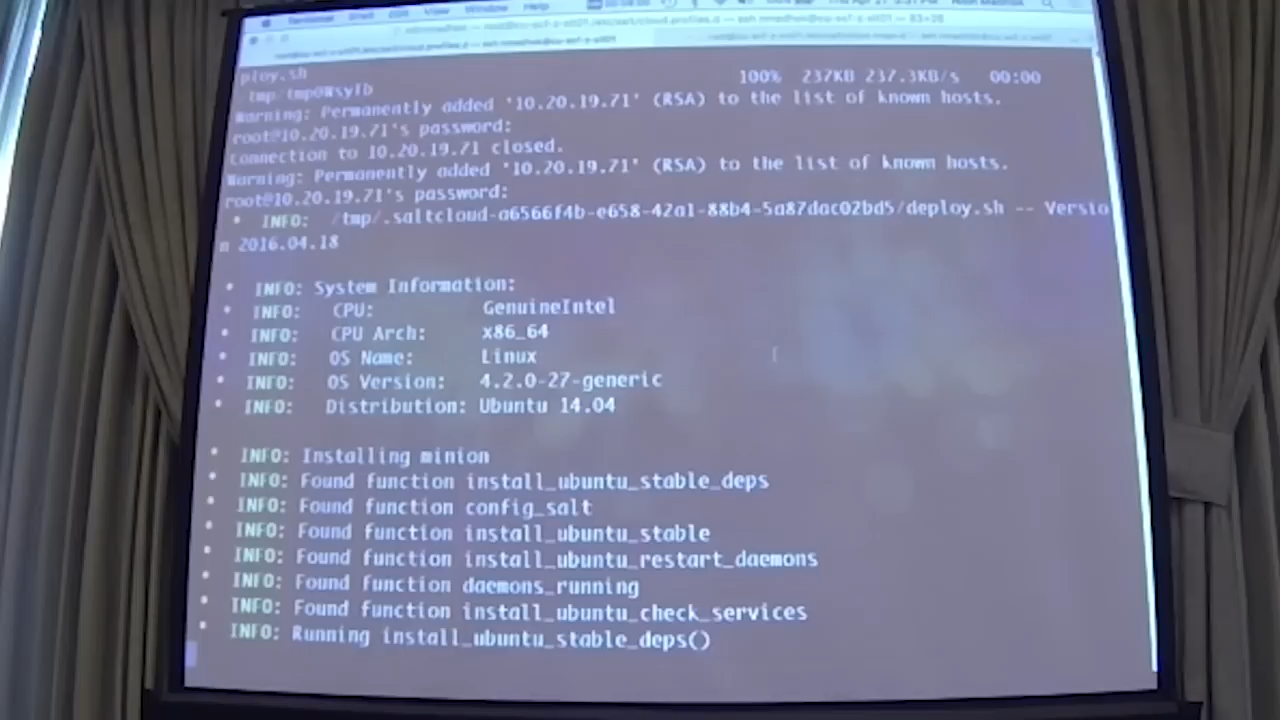 Terminal Shell Edit View Window Help
ploy.sh 100% 237KB 237.3KB/s 00:00
Warning: Permanently added '10.20.19.71' (RSA) to the list of known hosts.
root@10.20.19.71's password:
Connection to 10.20.19.71 closed.
Warning: Permanently added '10.20.19.71' (RSA) to the list of known hosts.
root@10.20.19.71's password:
* INFO: /tmp/.saltcloud-a6566f4b-e658-42a1-88b4-5a87dac02bd5/deploy.sh -- Versio
n 2016.04.18
* INFO: System Information:
* INFO: CPU: GenuineIntel
* INFO: CPU Arch: x86_64
* INFO: OS Name: Linux
* INFO: OS Version: 4.2.0-27-generic
* INFO: Distribution: Ubuntu 14.04
* INFO: Installing minion
* INFO: Found function install_ubuntu_stable_deps
* INFO: Found function config_salt
* INFO: Found function install_ubuntu_stable
* INFO: Found function install_ubuntu_restart_daemons
* INFO: Found function daemons_running
* INFO: Found function install_ubuntu_check_services
* INFO: Running install_ubuntu_stable_deps()